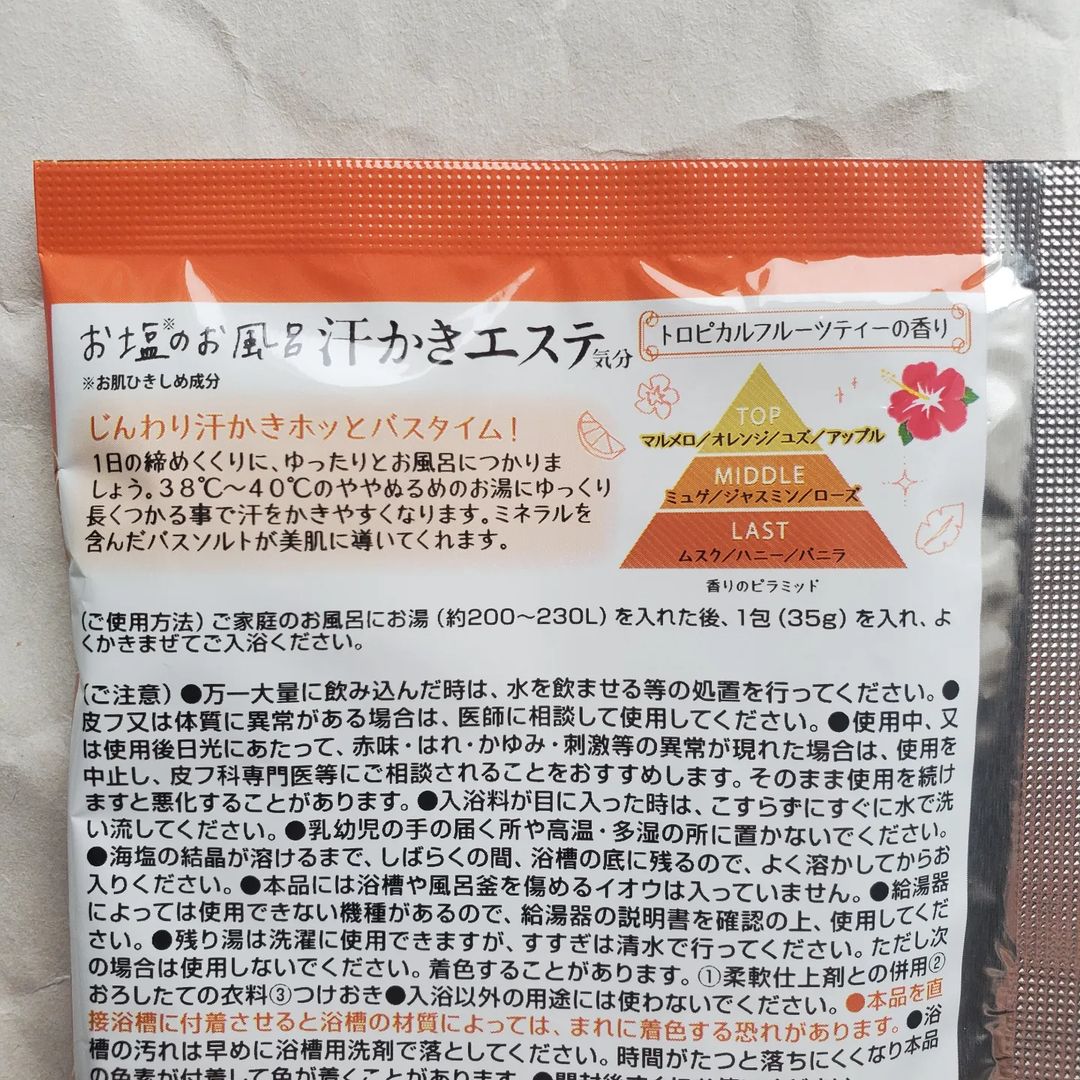 お塩※のお風呂 汗かきエステ気分
※お肌ひきしめ成分
トロピカルフルーツティーの香り
じんわり汗かきホッとバスタイム！
1日の締めくくりに、ゆったりとお風呂につかりま
しょう。38℃～40℃のややぬるめのお湯にゆっくり
長くつかる事で汗をかきやすくなります。ミネラルを
含んだバスソルトが美肌に導いてくれます。
TOP
マルメロ／オレンジ／ユズ／アップル
MIDDLE
ミュゲ／ジャスミン／ローズ
LAST
ムスク／ハニー／バニラ
香りのピラミッド
(ご使用方法) ご家庭のお風呂にお湯 (約200～230L) を入れた後、1包 (35g) を入れ、よ
くかきまぜてご入浴ください。
(ご注意) ●万一大量に飲み込んだ時は、水を飲ませる等の処置を行ってください。●
皮フ又は体質に異常がある場合は、医師に相談して使用してください。●使用中、又
は使用後日光にあたって、赤味・はれ・かゆみ・刺激等の異常が現れた場合は、使用を
中止し、皮フ科専門医等にご相談されることをおすすめします。そのまま使用を続け
ますと悪化することがあります。●入浴料が目に入った時は、こすらずにすぐに水で洗
い流してください。●乳幼児の手の届く所や高温・多湿の所に置かないでください。
●海塩の結晶が溶けるまで、しばらくの間、浴槽の底に残るので、よく溶かしてからお
入りください。●本品には浴槽や風呂釜を傷めるイオウは入っていません。●給湯器
によっては使用できない機種があるので、給湯器の説明書を確認の上、使用してくだ
さい。●残り湯は洗濯に使用できますが、すすぎは清水で行ってください。ただし次
の場合は使用しないでください。着色することがあります。①柔軟仕上剤との併用②
おろしたての衣料③つけおき●入浴以外の用途には使わないでください。●本品を直
接浴槽に付着させると浴槽の材質によっては、まれに着色する恐れがあります。●浴
槽の汚れは早めに浴槽用洗剤で落としてください。時間がたつと落ちにくくなり本品
の色素が付着して色が着くことがあります。